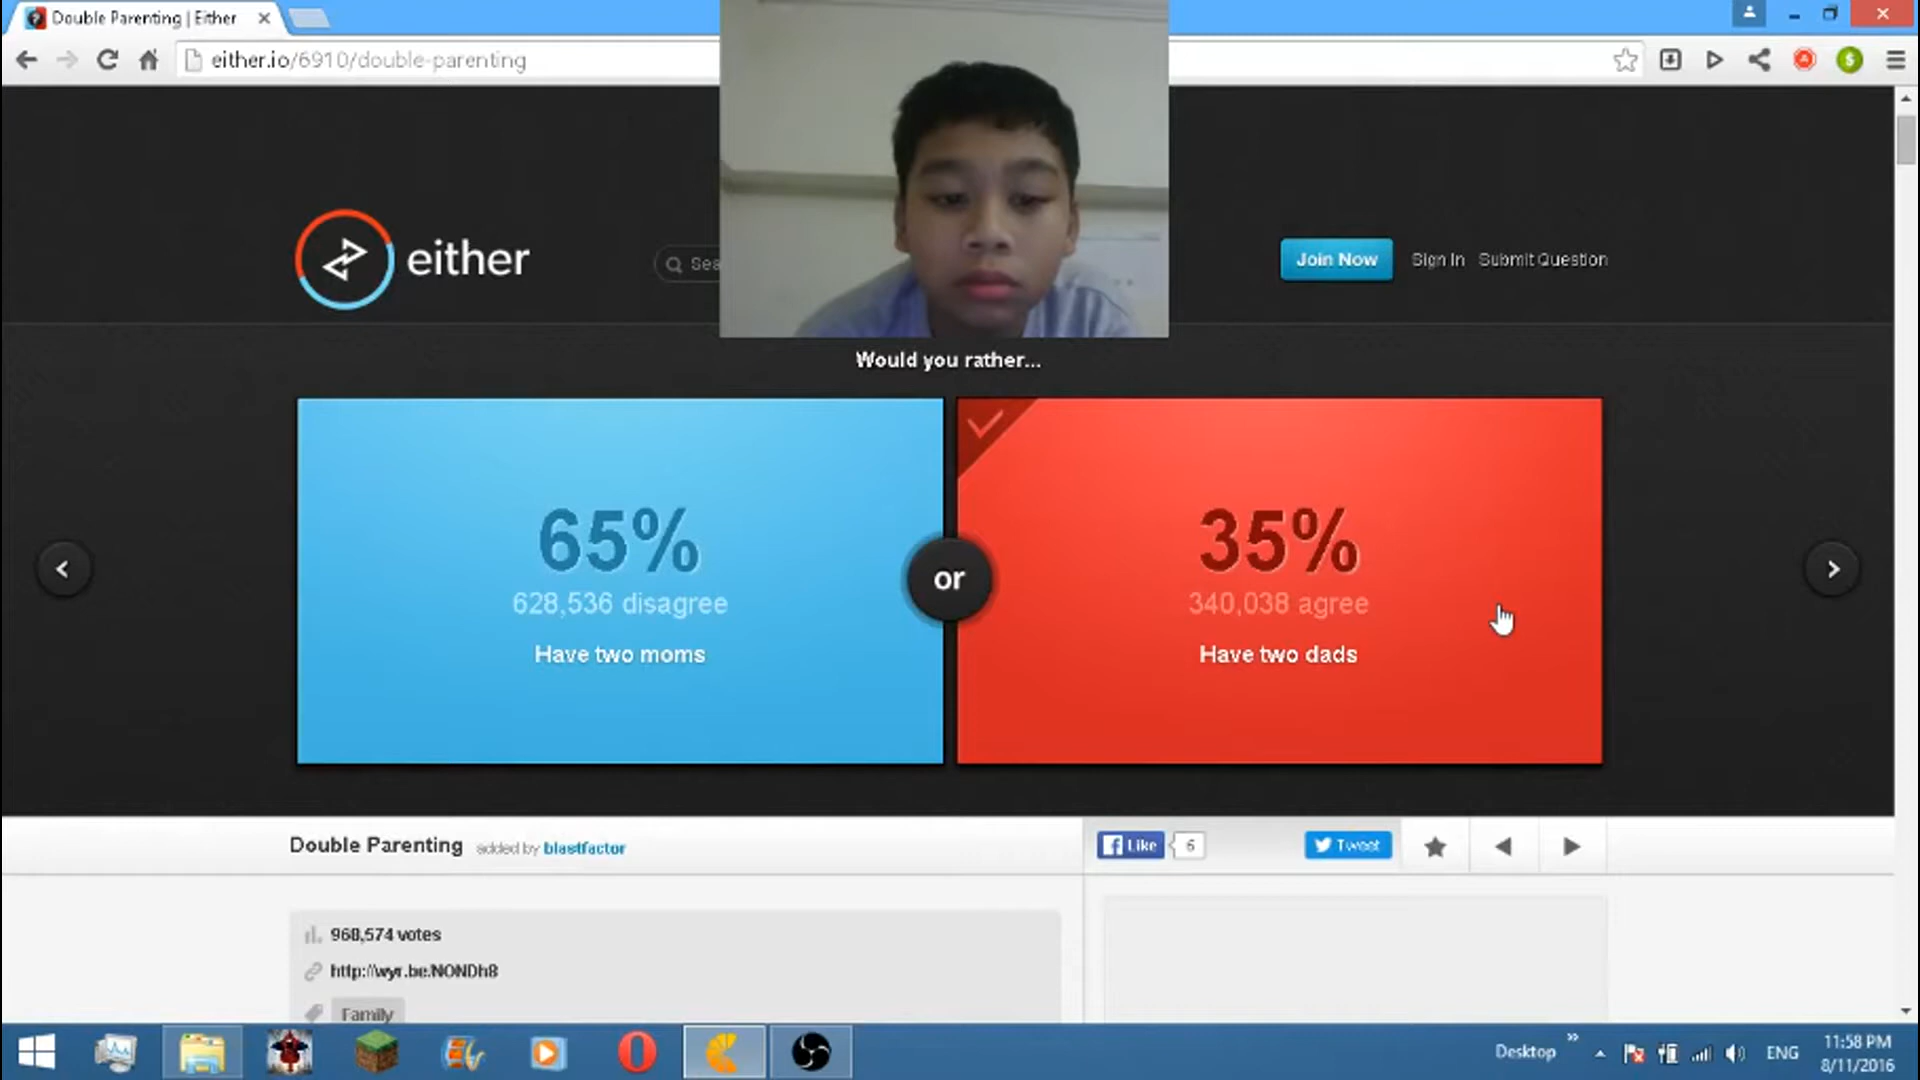 Double Parenting | Either
either.io/6910/double-parenting
either
Sea
Join Now
Sign In
Submit Question
Would you rather...
65%
628,536 disagree
Have two moms
or
35%
340,038 agree
Have two dads
Double Parenting added by blastfactor
Like
6
Tweet
968,574 votes
http://wyr.be/NONDh8
Family
Desktop
ENG
11:58 PM
8/11/2016